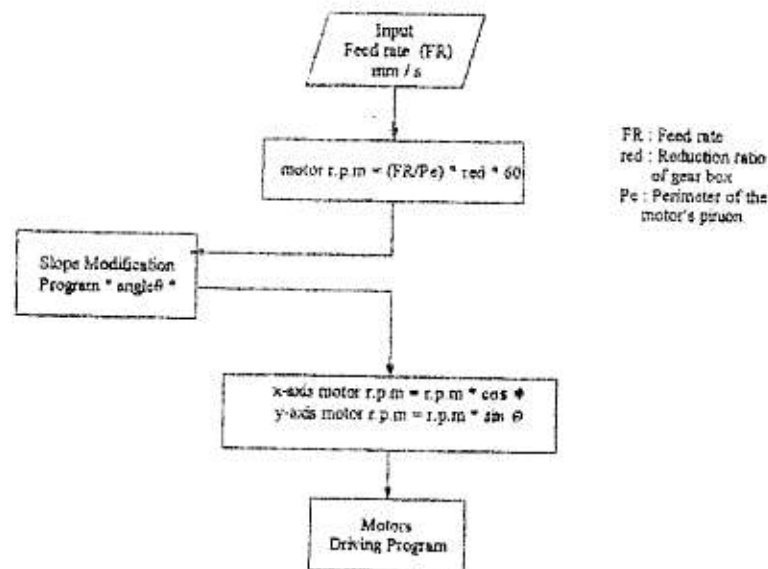 Input
Feed rate (FR)
mm / s
motor r.p.m = (FR/Pe) * red * 60
FR : Feed rate
red : Reduction ratio
of gear box
Pe : Perimeter of the
motor's pinion
Slope Modification
Program * angleθ *
x-axis motor r.p.m = r.p.m * cos ϕ
y-axis motor r.p.m = r.p.m * sin Θ
Motors
Driving Program